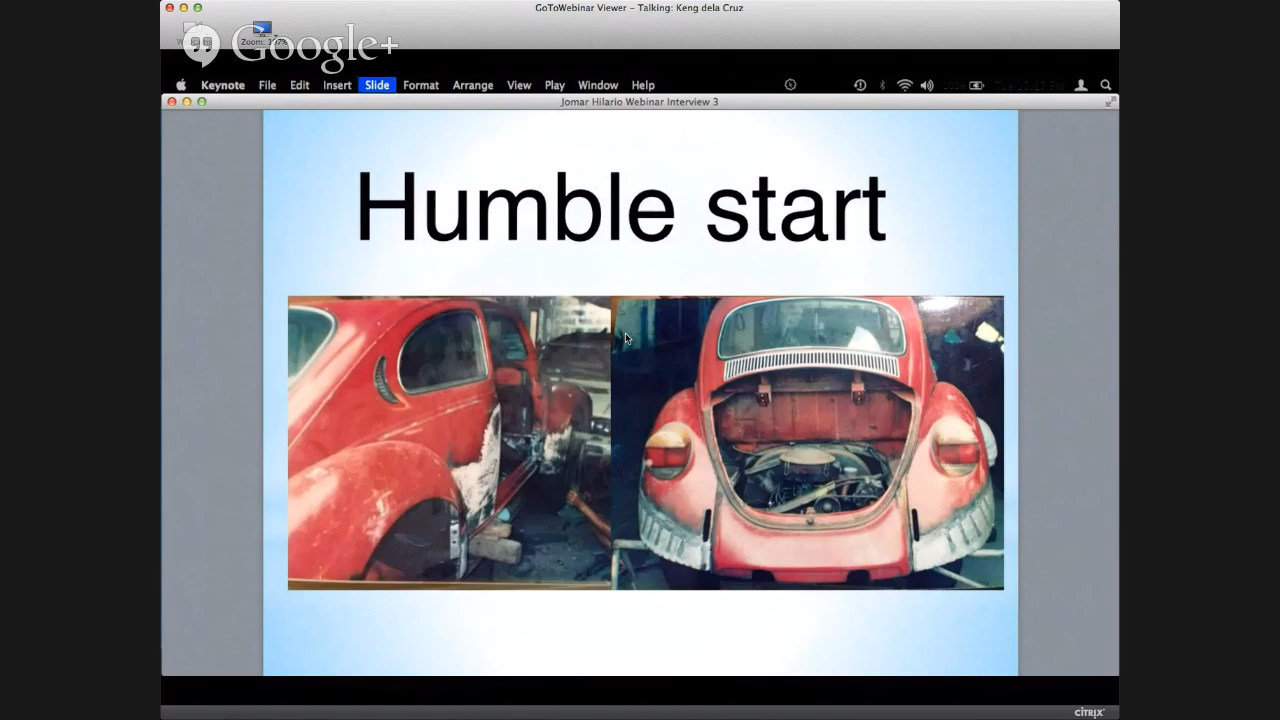 GoToWebinar Viewer – Talking: Keng dela Cruz
Google+
Keynote File Edit Insert Slide Format Arrange View Play Window Help
Jomar Hilario Webinar Interview 3
Humble start
CITRIX